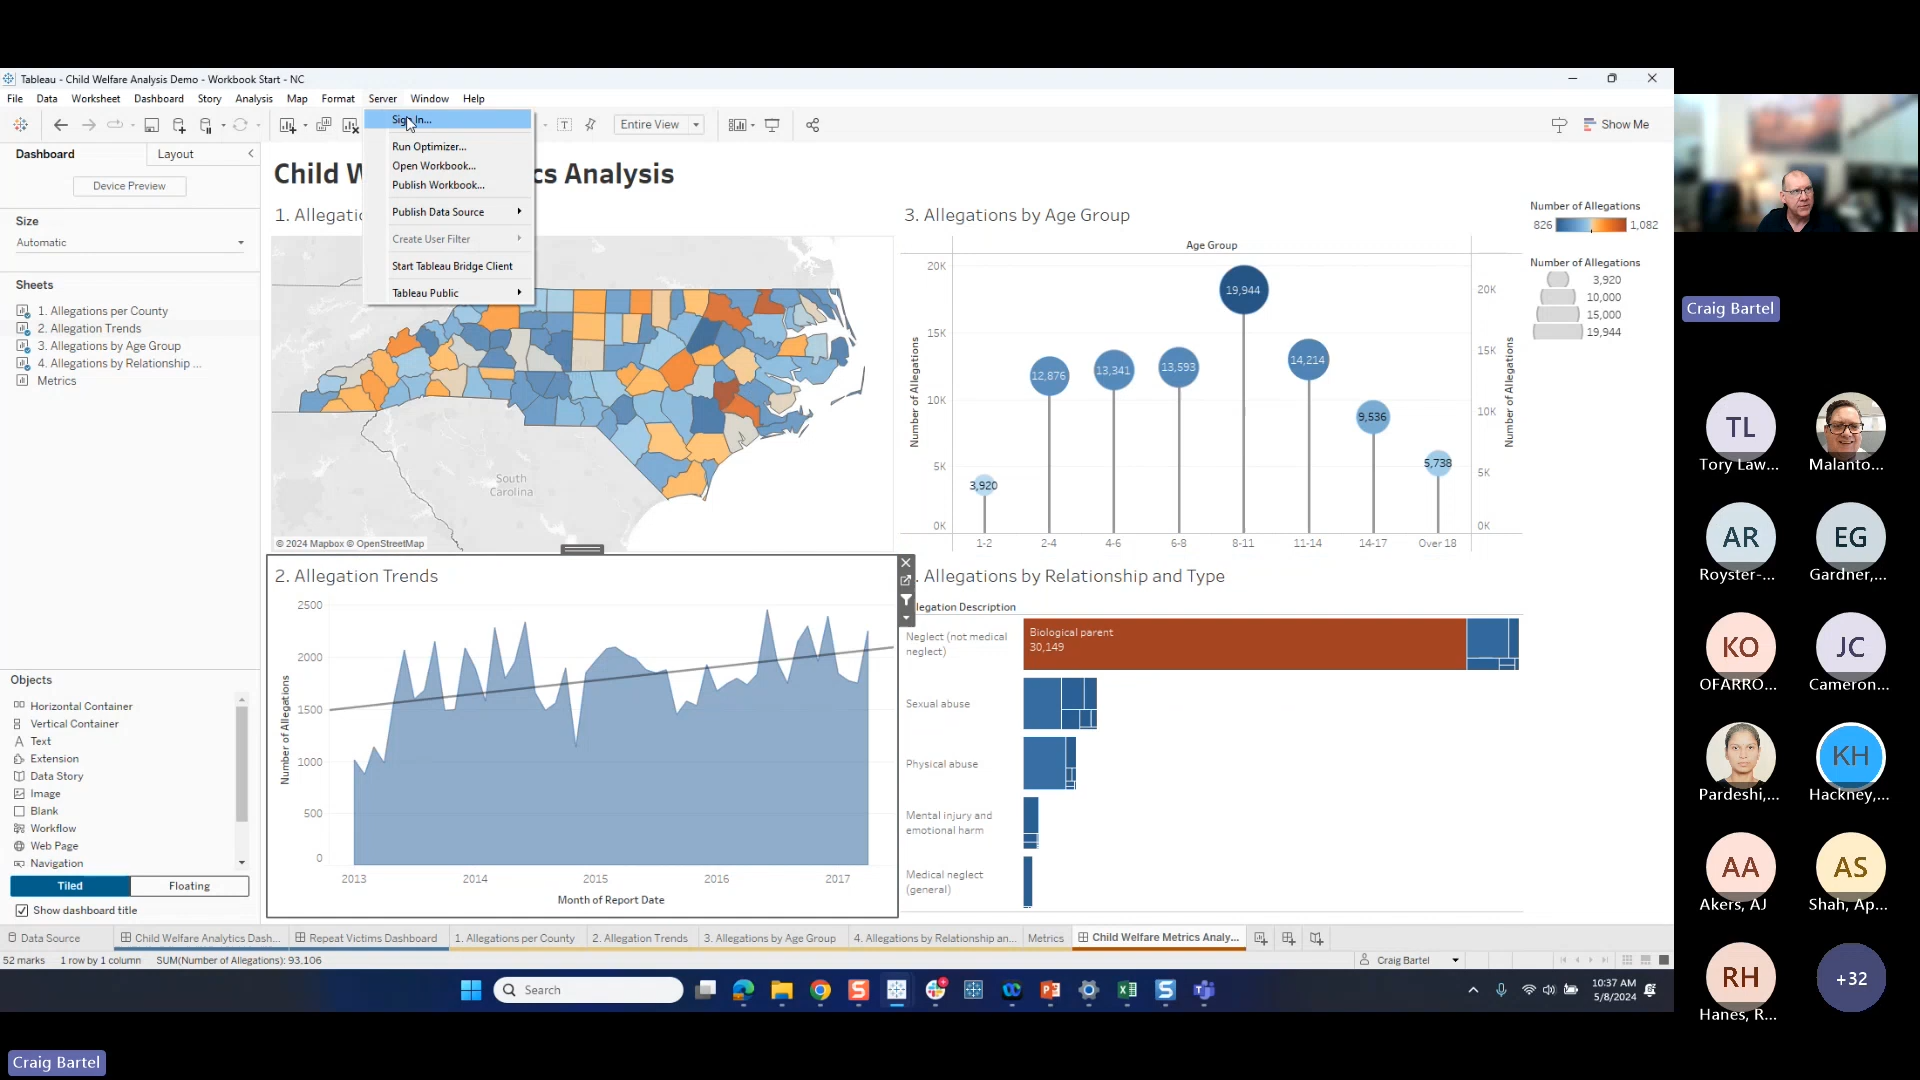 Tableau - Child Welfare Analysis Demo - Workbook Start - NC
File Data Worksheet Dashboard Story Analysis Map Format Server Window Help
Entire View
Show Me
Sign In...
Run Optimizer...
Open Workbook...
Publish Workbook...
Publish Data Source
Create User Filter
Start Tableau Bridge Client
Tableau Public
Dashboard Layout
Device Preview
Size
Automatic
Sheets
1. Allegations per County
2. Allegation Trends
3. Allegations by Age Group
4. Allegations by Relationship ...
Metrics
Objects
Horizontal Container
Vertical Container
Text
Extension
Data Story
Image
Blank
Workflow
Web Page
Navigation
Tiled Floating
Show dashboard title
Child W cs Analysis
1. Allegatio
South
Carolina
© 2024 Mapbox © OpenStreetMap
3. Allegations by Age Group
Age Group
Number of Allegations
20K
15K
10K
5K
0K
3,920
12,876
13,341
13,593
19,944
14,214
9,536
5,738
1-2 2-4 4-6 6-8 8-11 11-14 14-17 Over 18
20K
15K
10K
5K
0K
Number of Allegations
Number of Allegations
826 1,082
Number of Allegations
3,920
10,000
15,000
19,944
2. Allegation Trends
Number of Allegations
2500
2000
1500
1000
500
0
2013 2014 2015 2016 2017
Month of Report Date
. Allegations by Relationship and Type
legation Description
Neglect (not medical
neglect)
Biological parent
30,149
Sexual abuse
Physical abuse
Mental injury and
emotional harm
Medical neglect
(general)
Data Source Child Welfare Analytics Dash... Repeat Victims Dashboard 1. Allegations per County 2. Allegation Trends 3. Allegations by Age Group 4. Allegations by Relationship an... Metrics Child Welfare Metrics Analy...
52 marks 1 row by 1 column SUM(Number of Allegations): 93,106
Craig Bartel
Search
10:37 AM
5/8/2024
Craig Bartel
TL
Tory Law...
Malanto...
AR
Royster-...
EG
Gardner,...
KO
OFARRO...
JC
Cameron...
Pardeshi,...
KH
Hackney,...
AA
Akers, AJ
AS
Shah, Ap...
RH
Hanes, R...
+32
Craig Bartel